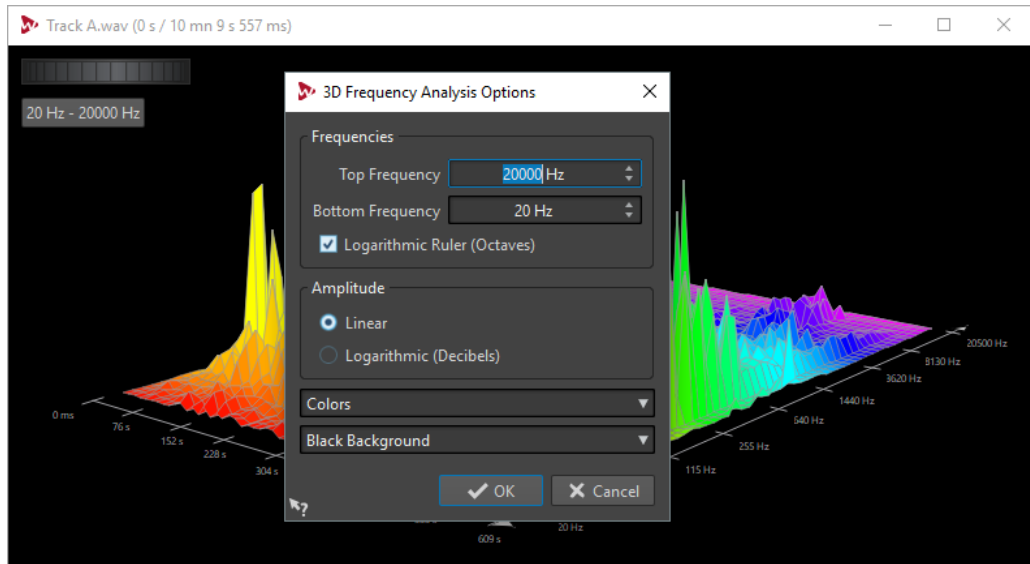 Track A.wav (0 s / 10 mn 9 s 557 ms)
20 Hz - 20000 Hz
3D Frequency Analysis Options
Frequencies
Top Frequency 20000 Hz
Bottom Frequency 20 Hz
Logarithmic Ruler (Octaves)
Amplitude
Linear
Logarithmic (Decibels)
Colors
Black Background
OK Cancel
0 ms
76 s
152 s
228 s
304 s
609 s
20 Hz
115 Hz
255 Hz
640 Hz
1440 Hz
3620 Hz
8130 Hz
20500 Hz